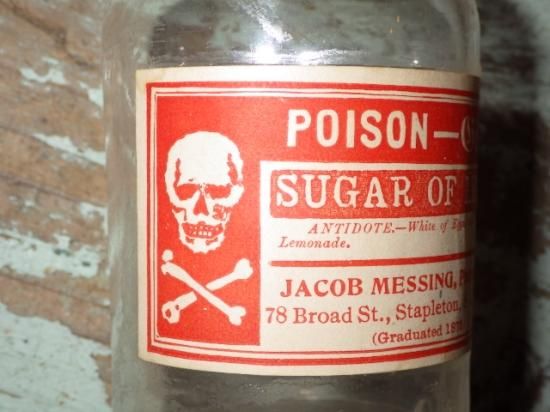 POISON—
SUGAR OF
ANTIDOTE.—White of
Lemonade.
JACOB MESSING,
78 Broad St., Stapleton,
(Graduated